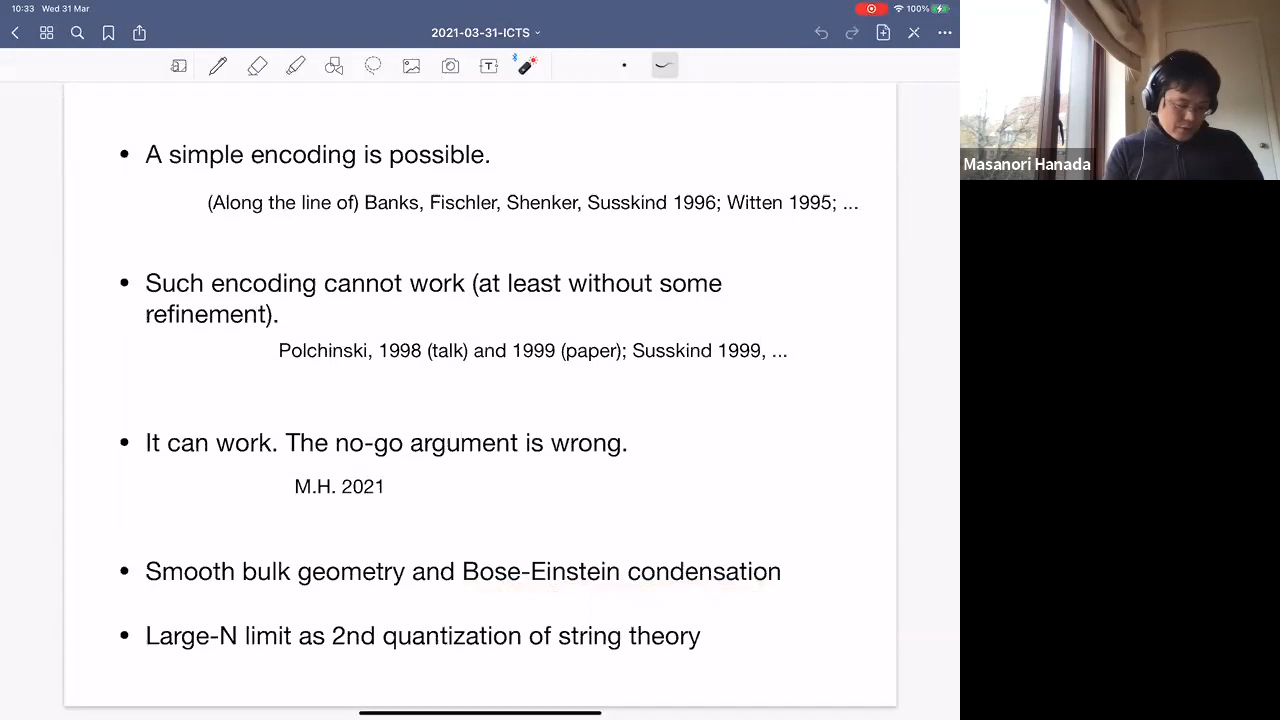 10:33 Wed 31 Mar
100%
2021-03-31-ICTS
T
• A simple encoding is possible.
(Along the line of) Banks, Fischler, Shenker, Susskind 1996; Witten 1995; ...
• Such encoding cannot work (at least without some
refinement).
Polchinski, 1998 (talk) and 1999 (paper); Susskind 1999, ...
• It can work. The no-go argument is wrong.
M.H. 2021
• Smooth bulk geometry and Bose-Einstein condensation
• Large-N limit as 2nd quantization of string theory
Masanori Hanada